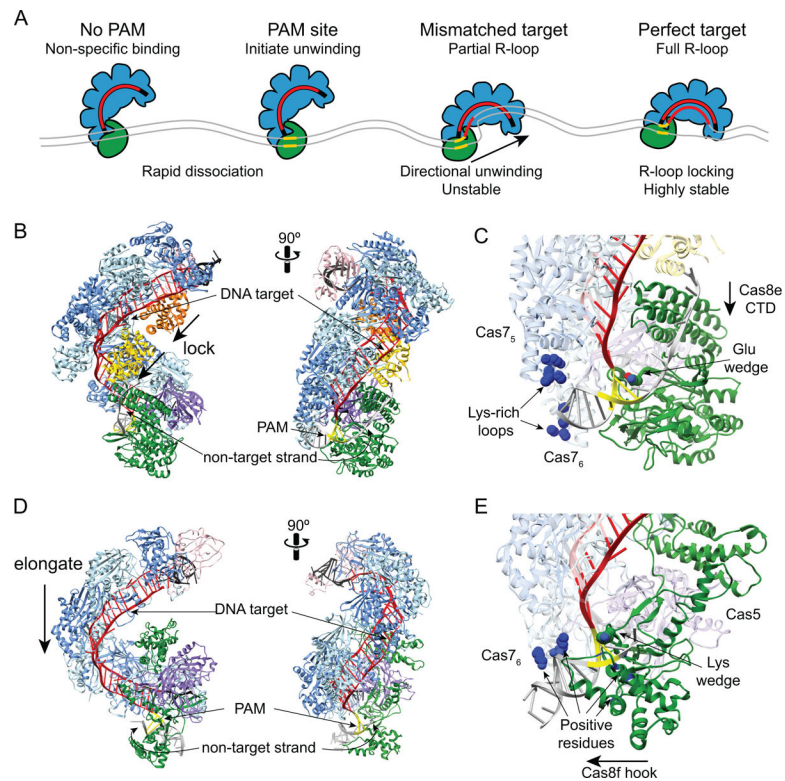 A
No PAM
Non-specific binding
PAM site
Initiate unwinding
Mismatched target
Partial R-loop
Perfect target
Full R-loop
Rapid dissociation
Directional unwinding
Unstable
R-loop locking
Highly stable
B
90º
DNA target
lock
PAM
non-target strand
C
Cas8e
CTD
Cas7₅
Glu
wedge
Lys-rich
loops
Cas7₆
D
90º
elongate
DNA target
PAM
non-target strand
E
Cas5
Cas7₆
Lys
wedge
Positive
residues
Cas8f hook